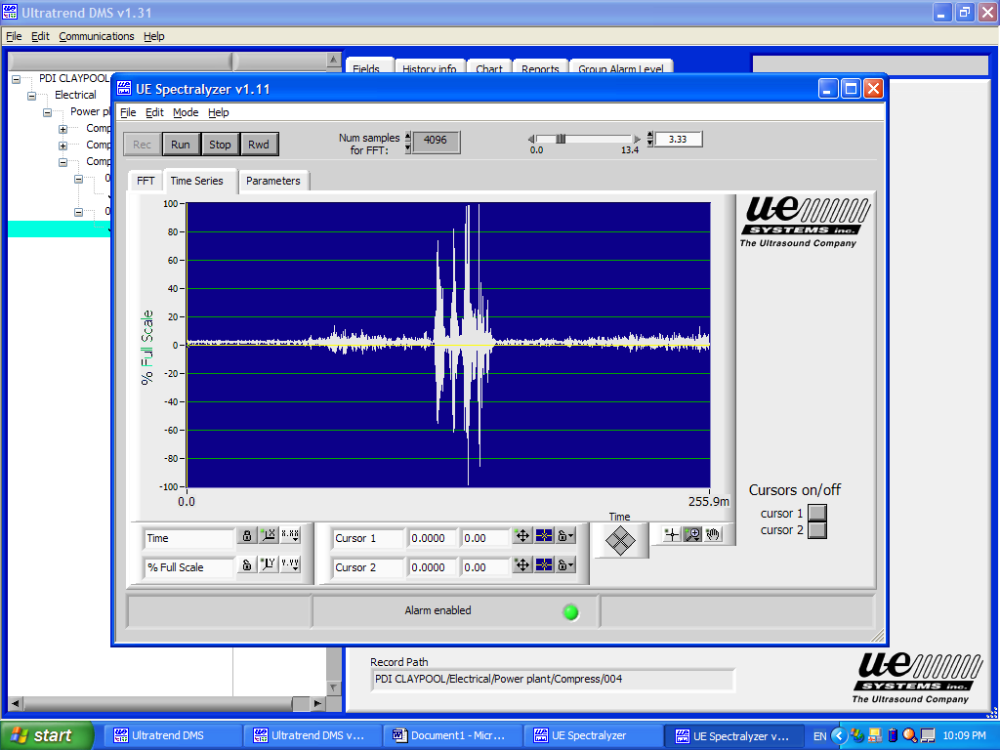 Ultratrend DMS v1.31
File Edit Communications Help
Fields History info Chart Reports Group Alarm Level
PDI CLAYPOOL
Electrical
Power pl
Comp
Comp
Comp
0
0
UE Spectralyzer v1.11
File Edit Mode Help
Rec Run Stop Rwd
Num samples
for FFT:
4096
0.0 13.4
3.33
FFT Time Series Parameters
% Full Scale
100
80
60
40
20
0
-20
-40
-60
-80
-100
0.0 255.9m
ue
SYSTEMS inc.
The Ultrasound Company
Cursors on/off
cursor 1
cursor 2
Time
Time X.XX
% Full Scale Y.YY
Cursor 1 0.0000 0.00
Cursor 2 0.0000 0.00
Alarm enabled
Record Path
PDI CLAYPOOL/Electrical/Power plant/Compress/004
ue
SYSTEMS inc.
The Ultrasound Company
start Ultratrend DMS Ultratrend DMS v... Document1 - Micr... UE Spectralyzer UE Spectralyzer v... EN 10:09 PM